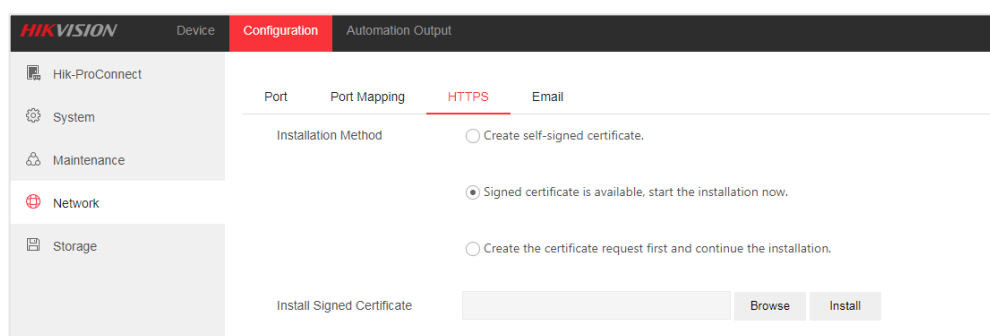 HIKVISION Device Configuration Automation Output
Hik-ProConnect
System
Maintenance
Network
Storage
Port Port Mapping HTTPS Email
Installation Method
Create self-signed certificate.
Signed certificate is available, start the installation now.
Create the certificate request first and continue the installation.
Install Signed Certificate Browse Install